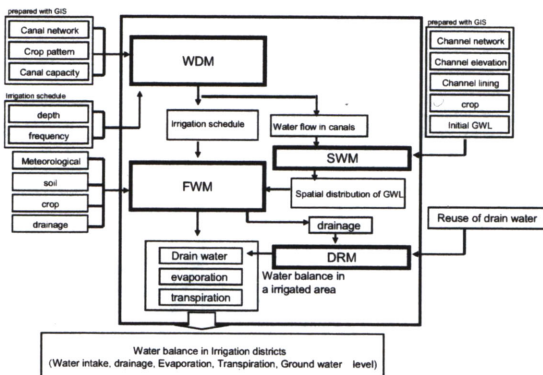 prepared with GIS
Canal network
Crop pattern
Canal capacity
Irrigation schedule
depth
frequency
Meteorological
soil
crop
drainage
WDM
Irrigation schedule
Water flow in canals
SWM
FWM
Spatial distribution of GWL
drainage
DRM
Drain water
evaporation
transpiration
Water balance in
a irrigated area
prepared with GIS
Channel network
Channel elevation
Channel lining
crop
Initial GWL
Reuse of drain water
Water balance in Irrigation districts
(Water intake, drainage, Evaporation, Transpiration, Ground water level)